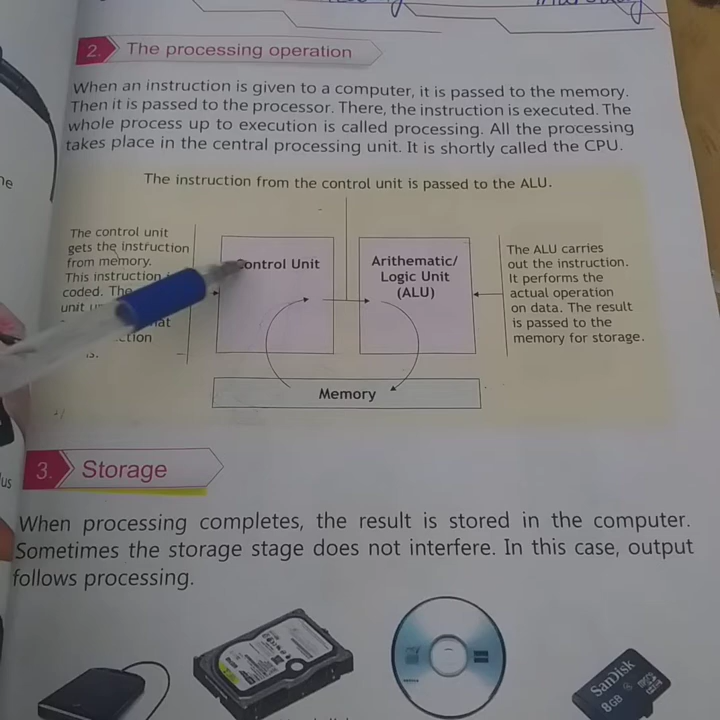 2. The processing operation
When an instruction is given to a computer, it is passed to the memory.
Then it is passed to the processor. There, the instruction is executed. The
whole process up to execution is called processing. All the processing
takes place in the central processing unit. It is shortly called the CPU.
The instruction from the control unit is passed to the ALU.
The control unit
gets the instruction
from memory.
This instruction
coded. The
unit
Control Unit
Arithematic/
Logic Unit
(ALU)
The ALU carries
out the instruction.
It performs the
actual operation
on data. The result
is passed to the
memory for storage.
Memory
3. Storage
When processing completes, the result is stored in the computer.
Sometimes the storage stage does not interfere. In this case, output
follows processing.
SanDisk
8GB